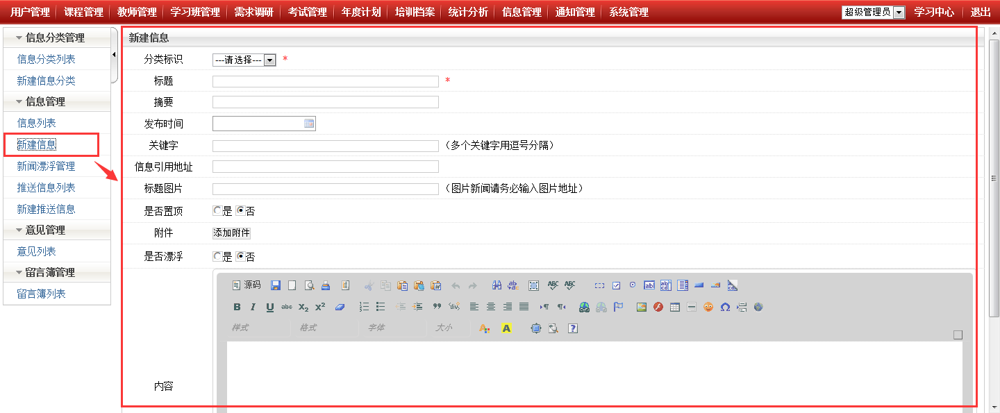 用户管理 课程管理 教师管理 学习班管理 需求调研 考试管理 年度计划 培训档案 统计分析 信息管理 通知管理 系统管理 超级管理员 学习中心 退出
信息分类管理
信息分类列表
新建信息分类
信息管理
信息列表
新建信息
新闻漂浮管理
推送信息列表
新建推送信息
意见管理
意见列表
留言簿管理
留言簿列表
新建信息
分类标识 ---请选择--- *
标题 *
摘要
发布时间
关键字 （多个关键字用逗号分隔）
信息引用地址
标题图片 （图片新闻请务必输入图片地址）
是否置顶 是 否
附件 添加附件
是否漂浮 是 否
源码
样式 格式 字体 大小
内容